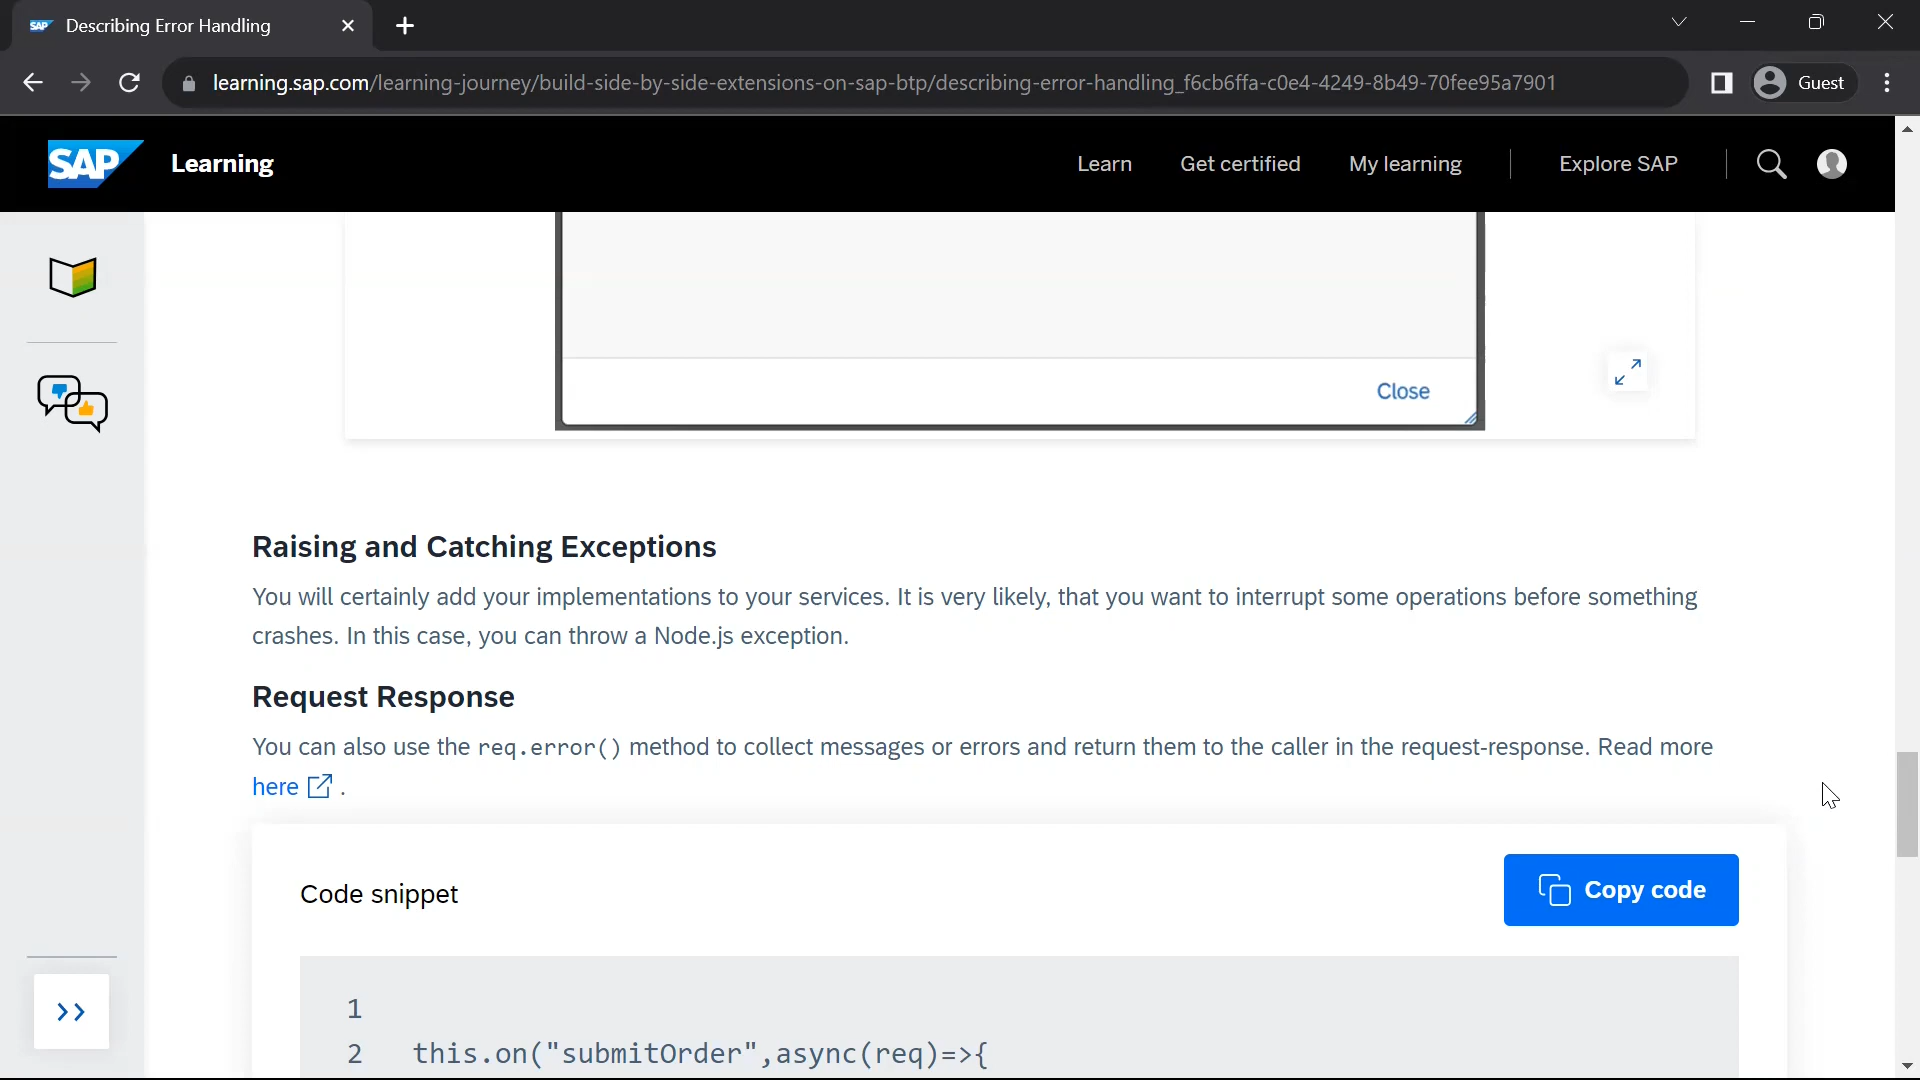 SAP Describing Error Handling
learning.sap.com/learning-journey/build-side-by-side-extensions-on-sap-btp/describing-error-handling_f6cb6ffa-c0e4-4249-8b49-70fee95a7901
Guest
SAP Learning
Learn Get certified My learning Explore SAP
Close
Raising and Catching Exceptions
You will certainly add your implementations to your services. It is very likely, that you want to interrupt some operations before something
crashes. In this case, you can throw a Node.js exception.
Request Response
You can also use the req.error() method to collect messages or errors and return them to the caller in the request-response. Read more
here .
Code snippet
Copy code
1
2 this.on("submitOrder",async(req)=>{